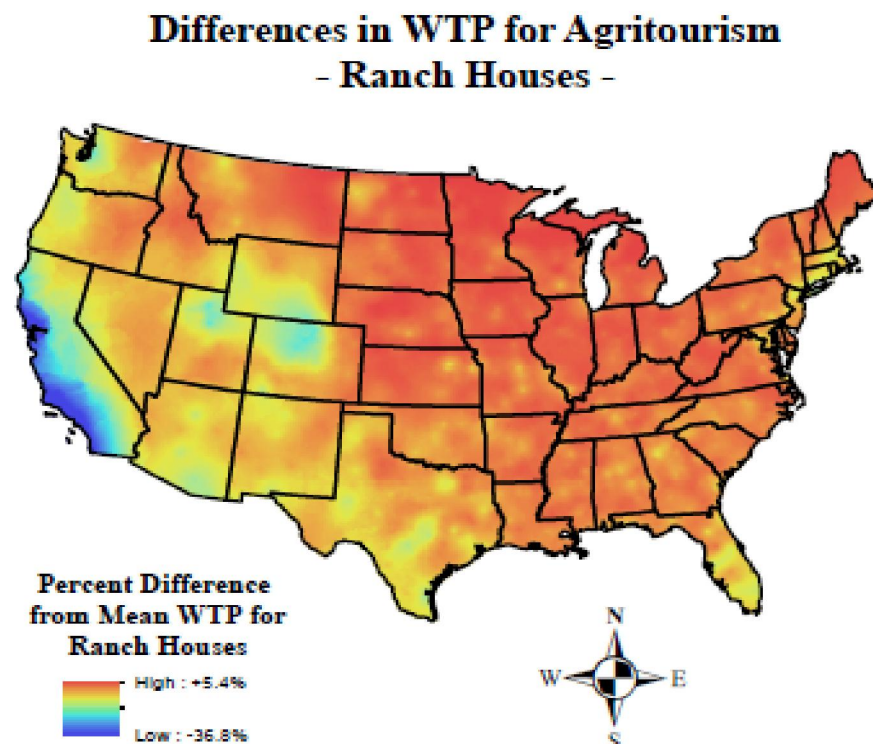 Differences in WTP for Agritourism
- Ranch Houses -
Percent Difference
from Mean WTP for
Ranch Houses
High : +5.4%
Low : -36.8%
N
W
E
S